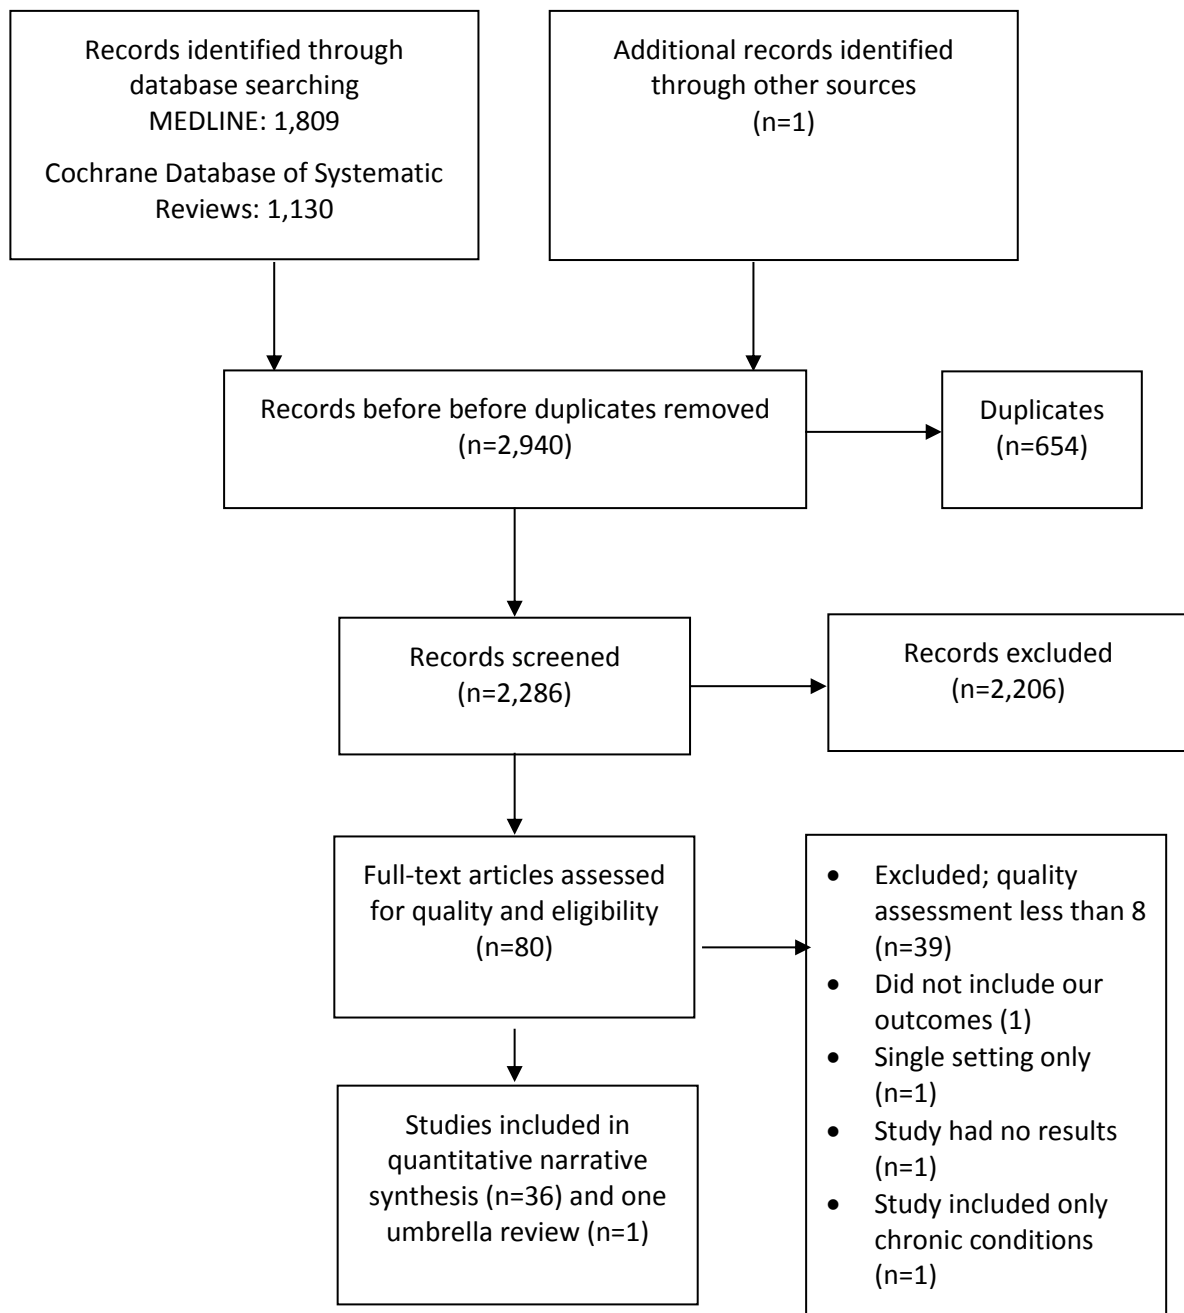 Records identified through
database searching
MEDLINE: 1,809
Cochrane Database of Systematic
Reviews: 1,130
Additional records identified
through other sources
(n=1)
Records before before duplicates removed
(n=2,940)
Duplicates
(n=654)
Records screened
(n=2,286)
Records excluded
(n=2,206)
Full-text articles assessed
for quality and eligibility
(n=80)
• Excluded; quality
assessment less than 8
(n=39)
• Did not include our
outcomes (1)
• Single setting only
(n=1)
• Study had no results
(n=1)
• Study included only
chronic conditions
(n=1)
Studies included in
quantitative narrative
synthesis (n=36) and one
umbrella review (n=1)